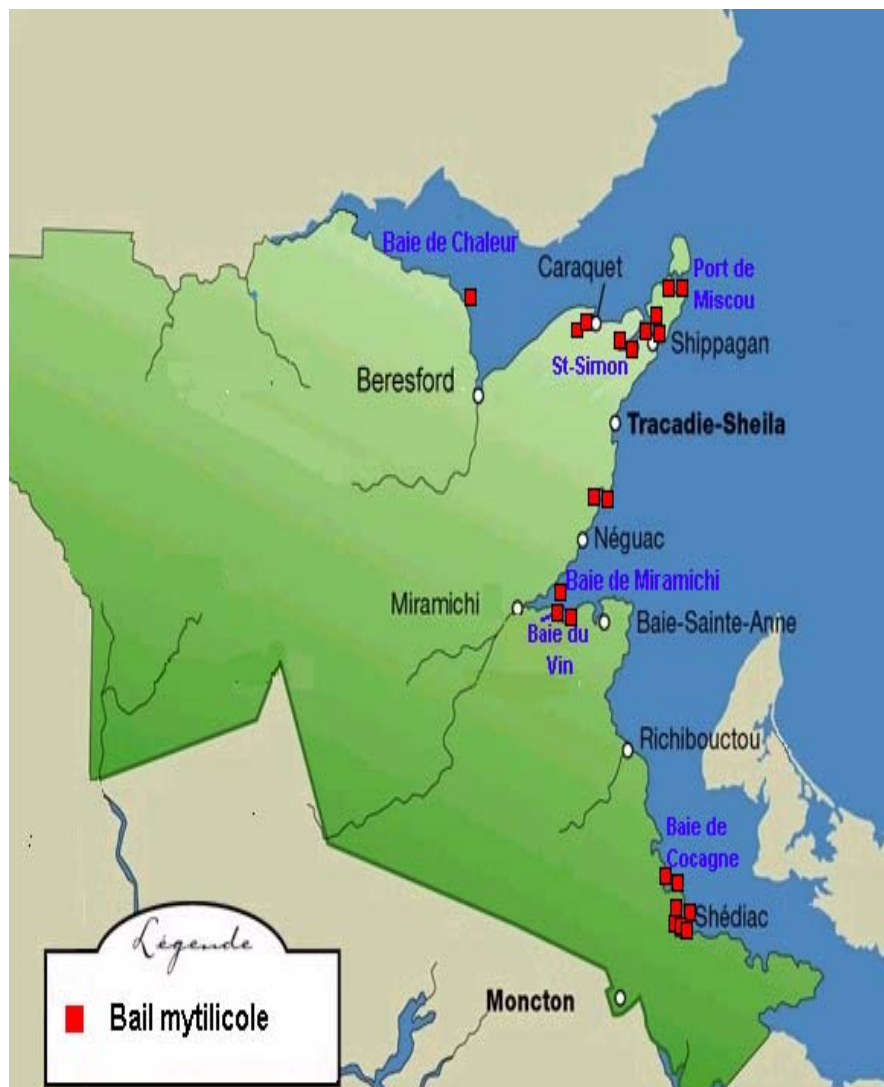 Baie de Chaleur
Caraquet
Port de
Miscou
Shippagan
St-Simon
Beresford
Tracadie-Sheila
Néguac
Baie de Miramichi
Miramichi
Baie-Sainte-Anne
Baie du
Vin
Richibouctou
Baie de
Cocagne
Shédiac
Légende
Moncton
Bail mytilicole